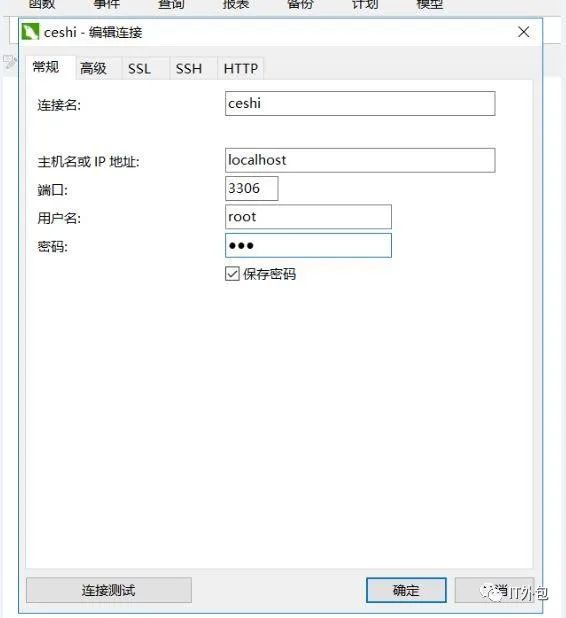 函数 事件 查询 报表 备份 计划 模型
ceshi - 编辑连接
常规 高级 SSL SSH HTTP
连接名: ceshi
主机名或 IP 地址: localhost
端口: 3306
用户名: root
密码: ●●●
保存密码
连接测试 确定 消
IT外包